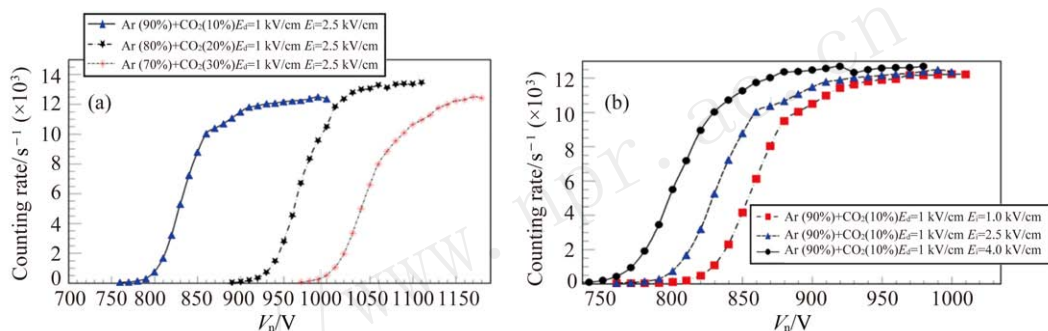 Ar (90%)+CO₂(10%)E_d=1 kV/cm E_i=2.5 kV/cm
Ar (80%)+CO₂(20%)E_d=1 kV/cm E_i=2.5 kV/cm
Ar (70%)+CO₂(30%)E_d=1 kV/cm E_i=2.5 kV/cm
(a)
Counting rate/s⁻¹ (×10³)
14
12
10
8
6
4
2
0
700 750 800 850 900 950 1000 1050 1100 1150
V_p/V
(b)
Counting rate/s⁻¹ (×10³)
12
10
8
6
4
2
0
Ar (90%)+CO₂(10%)E_d=1 kV/cm E_i=1.0 kV/cm
Ar (90%)+CO₂(10%)E_d=1 kV/cm E_i=2.5 kV/cm
Ar (90%)+CO₂(10%)E_d=1 kV/cm E_i=4.0 kV/cm
750 800 850 900 950 1000
V_p/V
www.npr.ac.cn